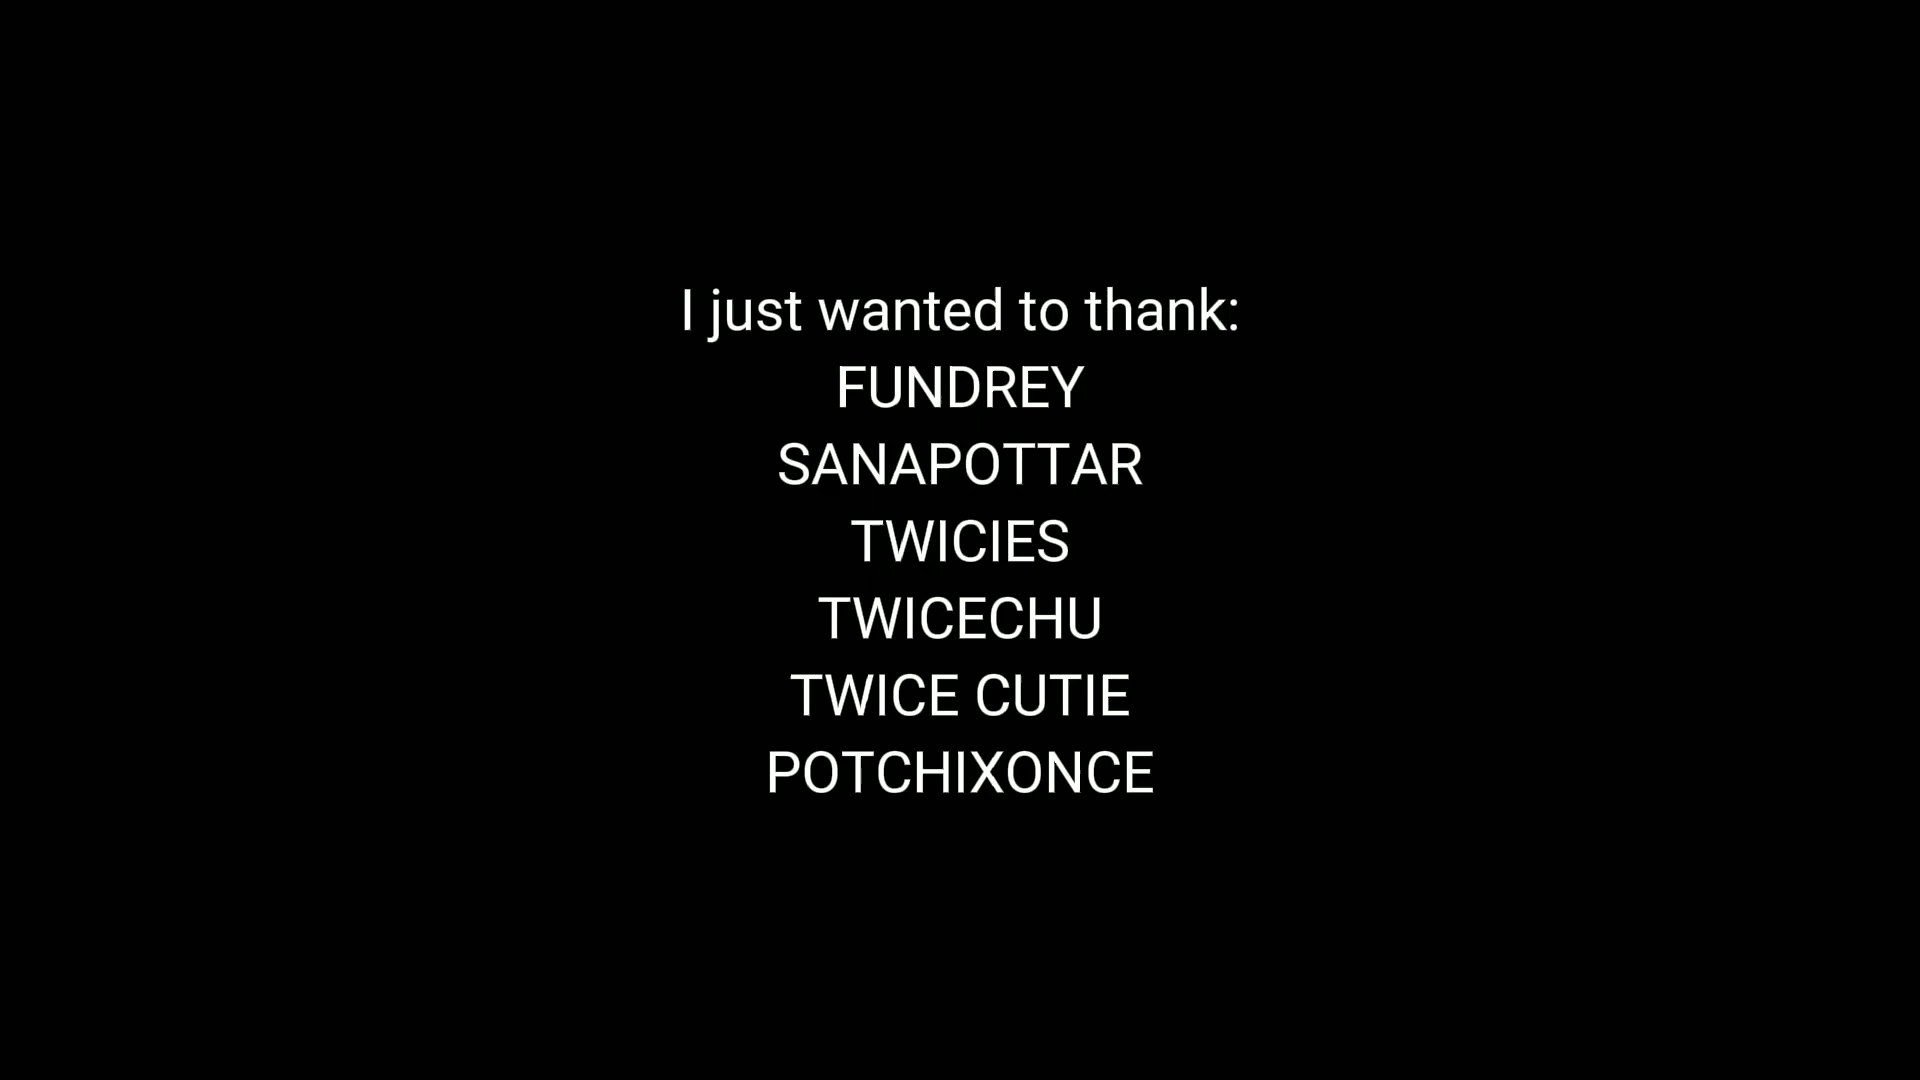 I just wanted to thank:
FUNDREY
SANAPOTTAR
TWICIES
TWICECHU
TWICE CUTIE
POTCHIXONCE